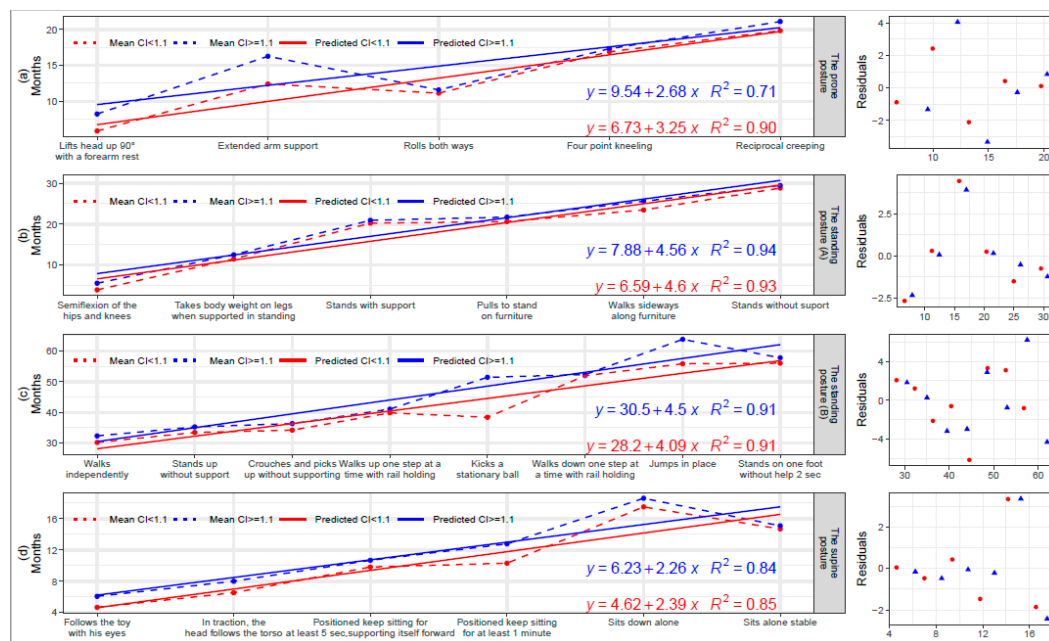 20
15
10
(a)
Months
Mean CI<1.1 Mean CI>=1.1 Predicted CI<1.1 Predicted CI>=1.1
y = 9.54+2.68 x R² = 0.71
y = 6.73+3.25 x R² = 0.90
Lifts head up 90°
with a forearm rest
Extended arm support
Rolls both ways
Four point kneeling
Reciprocal creeping
The prone
posture
Residuals
4
2
0
−2
10 15 20
30
20
10
(b)
Months
Mean CI<1.1 Mean CI>=1.1 Predicted CI<1.1 Predicted CI>=1.1
y = 7.88+4.56 x R² = 0.94
y = 6.59+4.6 x R² = 0.93
Semiflexion of the
hips and knees
Takes body weight on legs
when supported in standing
Stands with support
Pulls to stand
on furniture
Walks sideways
along furniture
Stands without suport
The standing
posture (A)
Residuals
2.5
0.0
−2.5
10 15 20 25 30
60
50
40
30
(c)
Months
Mean CI<1.1 Mean CI>=1.1 Predicted CI<1.1 Predicted CI>=1.1
y = 30.5+4.5 x R² = 0.91
y = 28.2+4.09 x R² = 0.91
Walks
independently
Stands up
without support
Crouches and picks
up without supporting
Walks up one step at a
time with rail holding
Kicks a
stationary ball
Walks down one step at
a time with rail holding
Jumps in place
Stands on one foot
without help 2 sec
The standing
posture (B)
Residuals
4
0
−4
30 40 50 60
16
12
8
4
(d)
Months
Mean CI<1.1 Mean CI>=1.1 Predicted CI<1.1 Predicted CI>=1.1
y = 6.23+2.26 x R² = 0.84
y = 4.62+2.39 x R² = 0.85
Follows the toy
with his eyes
In traction, the
head follows the torso
Positioned keep sitting for
at least 5 sec,supporting itself forward
Positioned keep sitting
for at least 1 minute
Sits down alone
Sits alone stable
The supine
posture
Residuals
2
0
−2
4 8 12 16